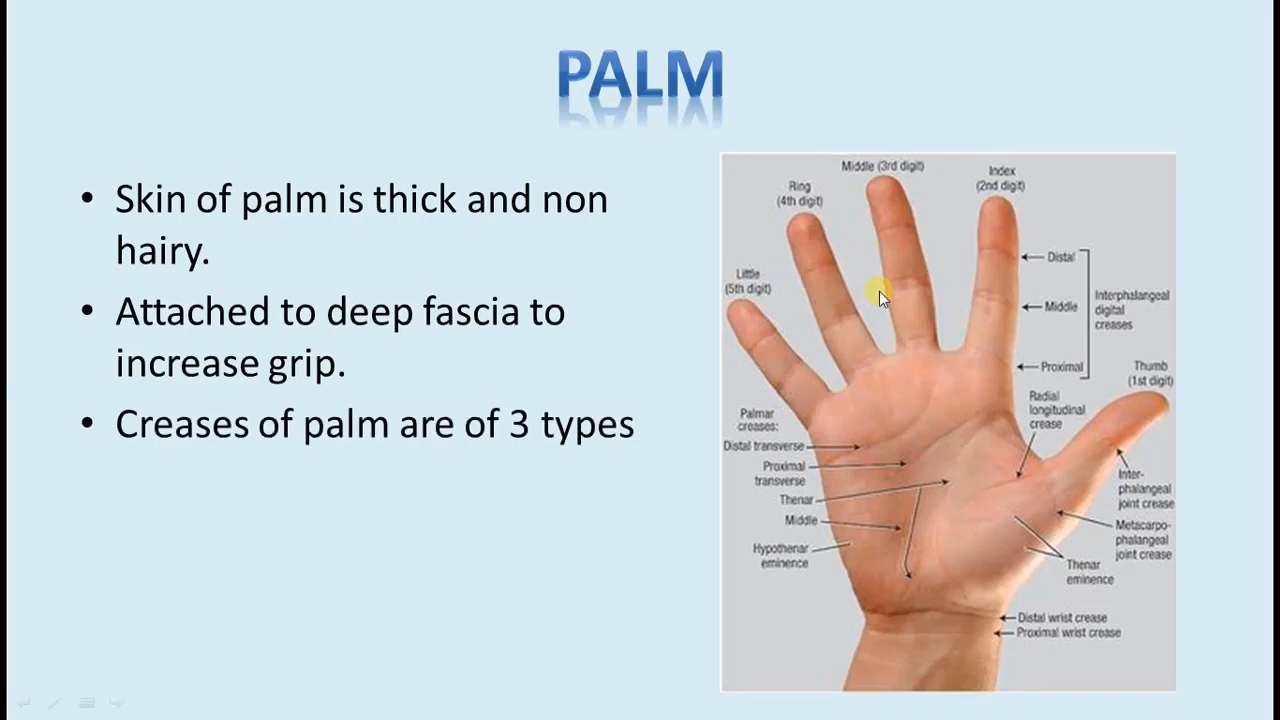 PALM
• Skin of palm is thick and non
hairy.
• Attached to deep fascia to
increase grip.
• Creases of palm are of 3 types
Middle (3rd digit)
Ring
(4th digit)
Index
(2nd digit)
Little
(5th digit)
Distal
Middle
Proximal
Interphalangeal
digital
creases
Thumb
(1st digit)
Radial
longitudinal
crease
Palmar
creases:
Distal transverse
Proximal
transverse
Thenar
Middle
Hypothenar
eminence
Inter-
phalangeal
joint crease
Metacarpo-
phalangeal
joint crease
Thenar
eminence
Distal wrist crease
Proximal wrist crease